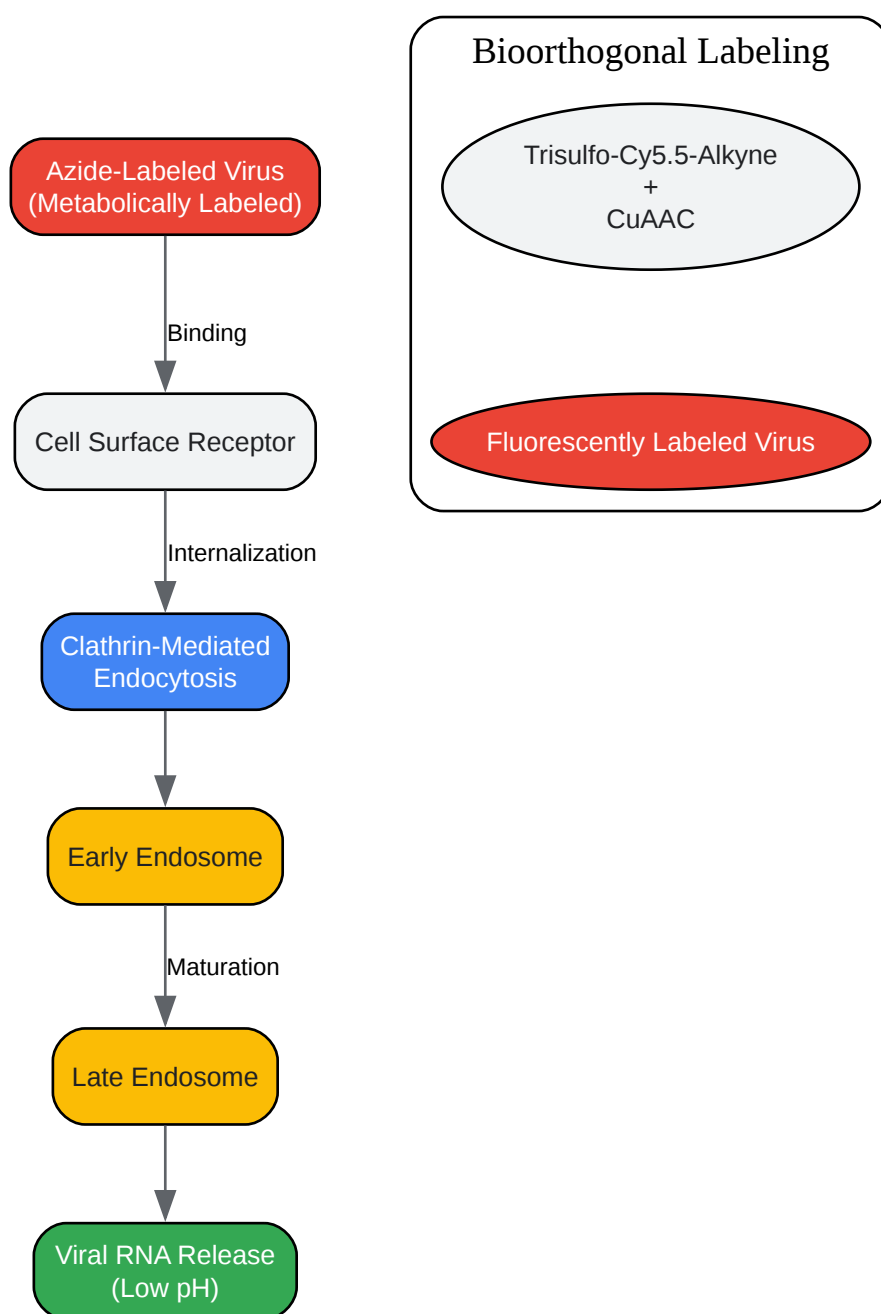 Bioorthogonal Labeling
Trisulfo-Cy5.5-Alkyne
+
CuAAC
Fluorescently Labeled Virus
Azide-Labeled Virus
(Metabolically Labeled)
Binding
Cell Surface Receptor
Internalization
Clathrin-Mediated
Endocytosis
Early Endosome
Maturation
Late Endosome
Viral RNA Release
(Low pH)